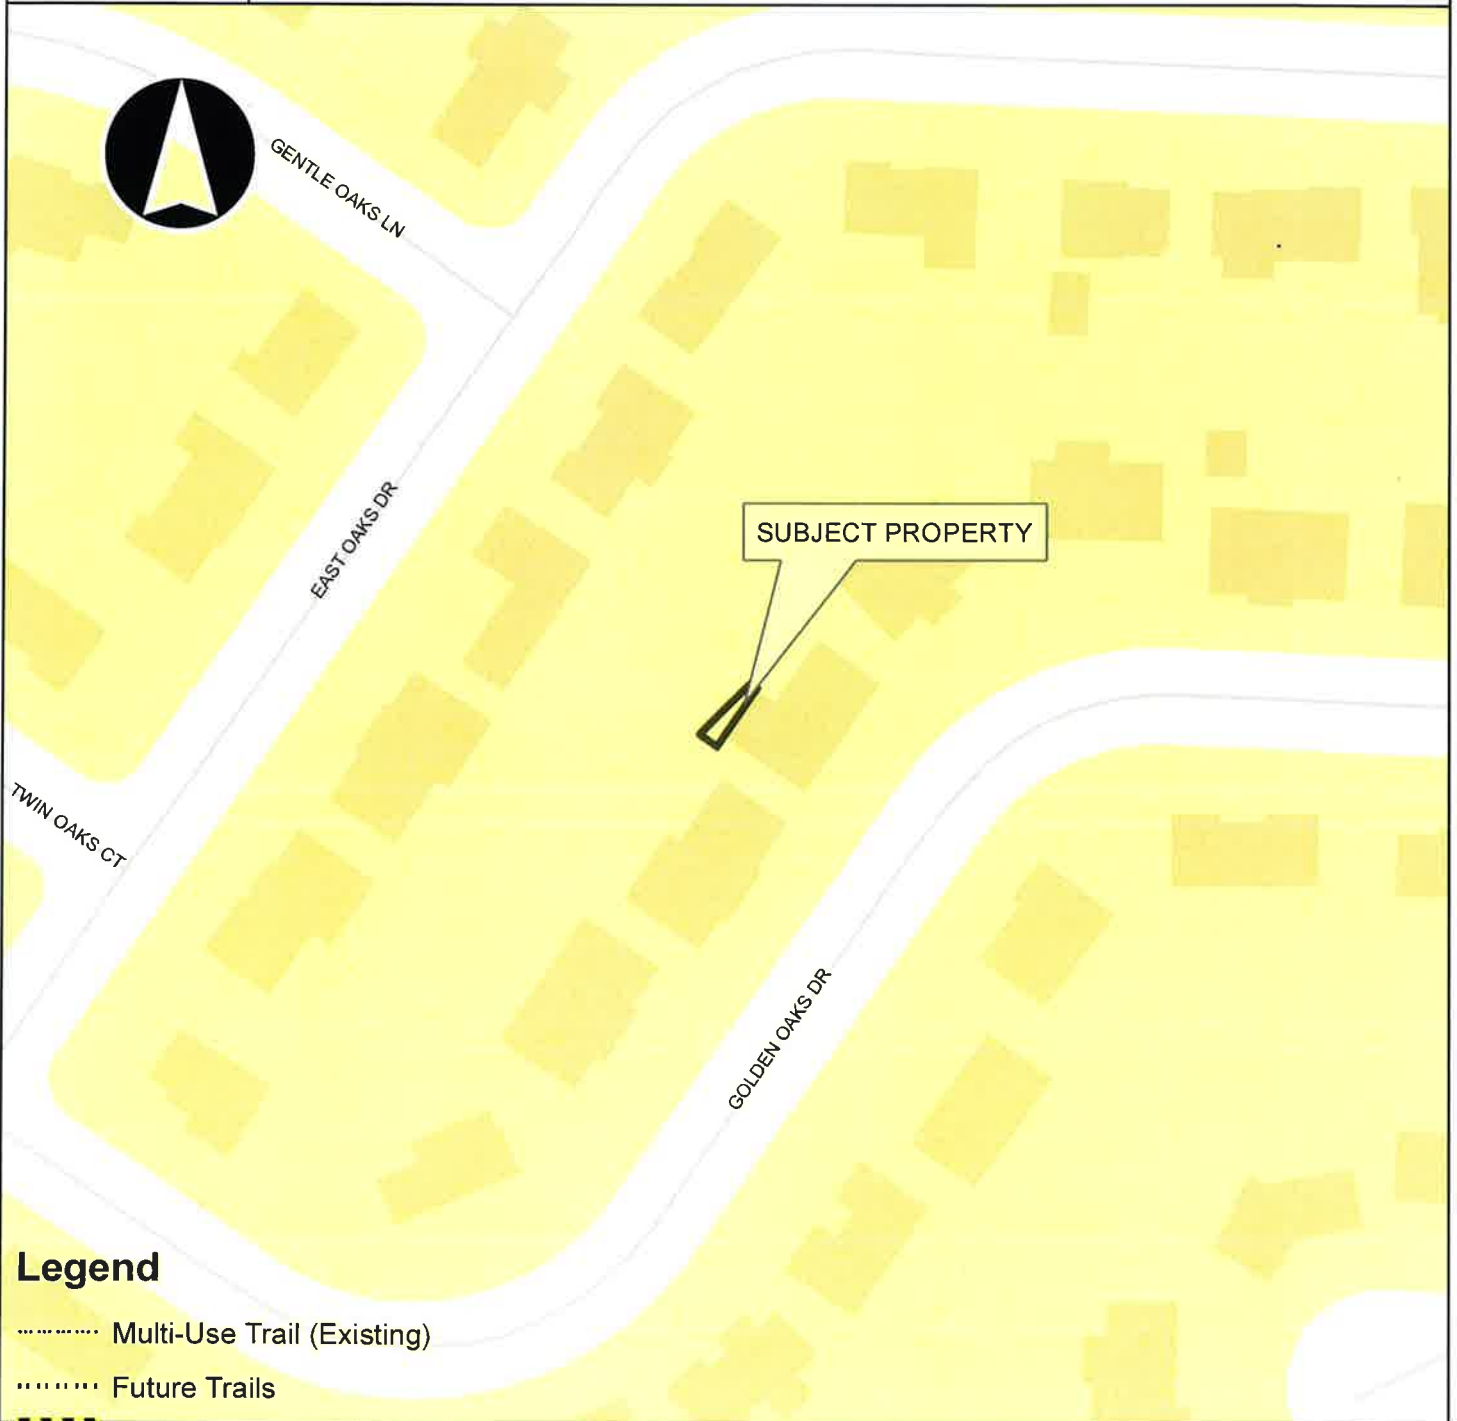 GENTLE OAKS LN
EAST OAKS DR
SUBJECT PROPERTY
TWIN OAKS CT
GOLDEN OAKS DR
Legend
Multi-Use Trail (Existing)
Future Trails